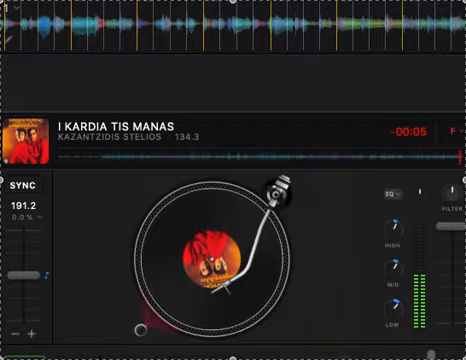 I KARDIA TIS MANAS
KAZANTZIDIS STELIOS 134.3
-00:05
F -
SYNC
191.2
0.0 %
EQ
FILTER
HIGH
MID
LOW